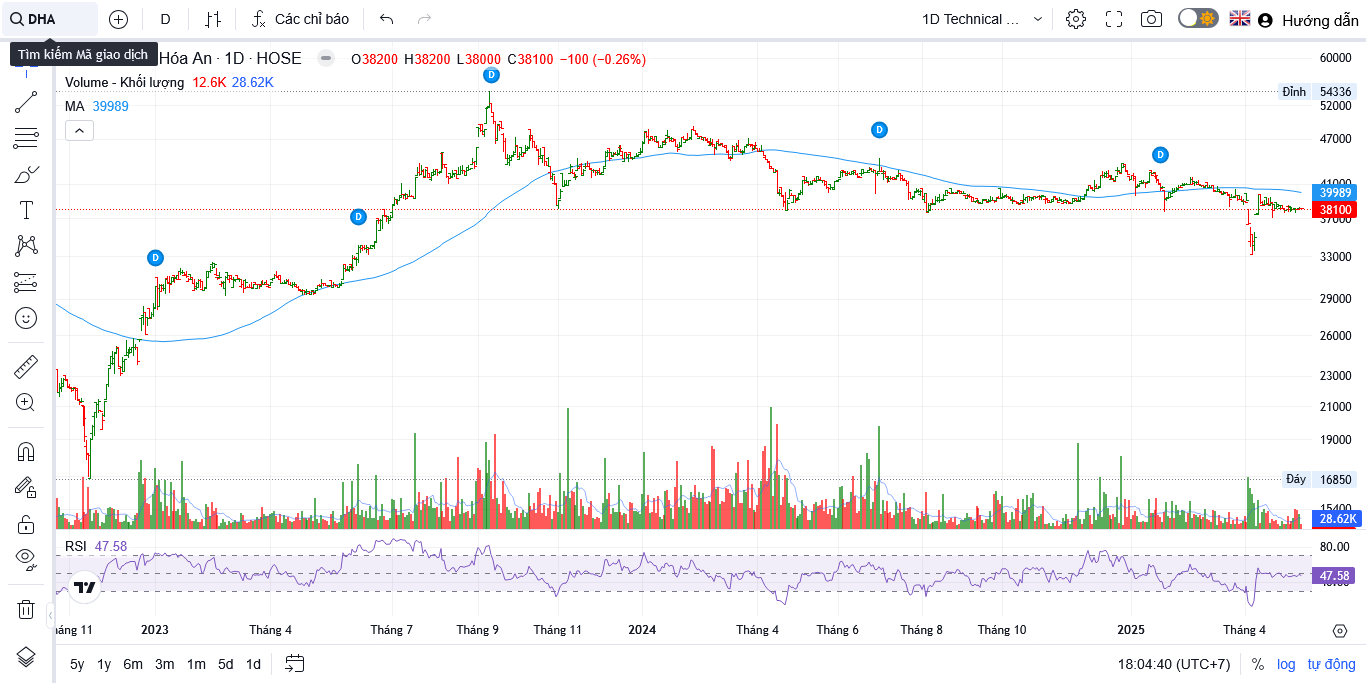 DHA D Các chỉ báo 1D Technical ... Hướng dẫn
Tìm kiếm Mã giao dịch
Hóa An · 1D · HOSE O38200 H38200 L38000 C38100 −100 (−0.26%)
Volume - Khối lượng 12.6K 28.62K
MA 39989
D
D
D
D
D
60000
Đỉnh 54336
52000
47000
41000
39989
38100
37000
33000
29000
26000
23000
21000
19000
Đáy 16850
15400
28.62K
RSI 47.58
80.00
47.58
áng 11 2023 Tháng 4 Tháng 7 Tháng 9 Tháng 11 2024 Tháng 4 Tháng 6 Tháng 8 Tháng 10 2025 Tháng 4
5y 1y 6m 3m 1m 5d 1d 18:04:40 (UTC+7) % log tự động